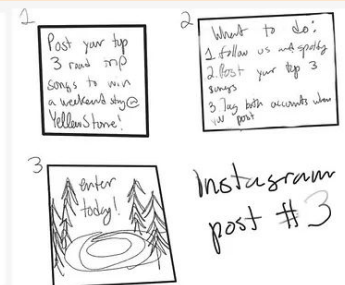 1
Post your top
3 road trip
songs to win
a weekend stay @
YellowStone!
2
What to do:
1. follow us and spotify
2. Post your top 3
songs
3. Tag both accounts when
you post
3
enter
today!
Instagram
post #3